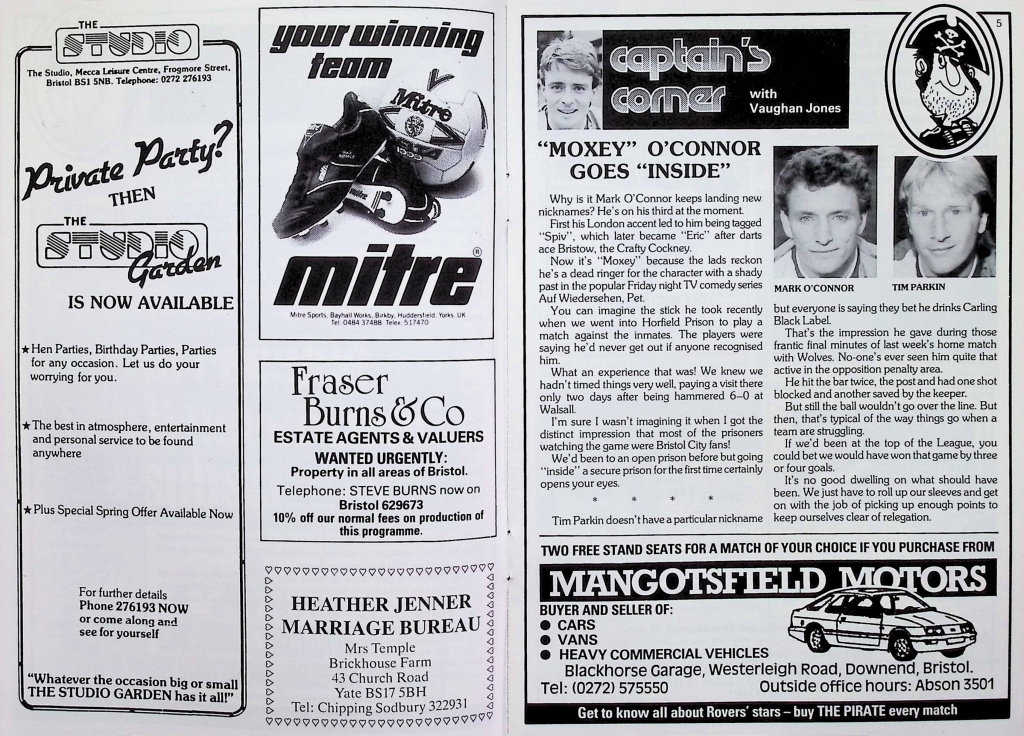 THE
STUDIO
The Studio, Mecca Leisure Centre, Frogmore Street,
Bristol BS1 5NB. Telephone: 0272 276193
Private Party?
THEN
THE
STUDIO
Garden
IS NOW AVAILABLE
★Hen Parties, Birthday Parties, Parties
for any occasion. Let us do your
worrying for you.
★The best in atmosphere, entertainment
and personal service to be found
anywhere
★Plus Special Spring Offer Available Now
For further details
Phone 276193 NOW
or come along and
see for yourself
"Whatever the occasion big or small
THE STUDIO GARDEN has it all!"
your winning
team
Mitre
mitre®
Mitre Sports, Bayhall Works, Birkby, Huddersfield, Yorks. UK
Tel: 0484 37488 Telex: 517470
Fraser
Burns & Co
ESTATE AGENTS & VALUERS
WANTED URGENTLY:
Property in all areas of Bristol.
Telephone: STEVE BURNS now on
Bristol 629673
10% off our normal fees on production of
this programme.
HEATHER JENNER
MARRIAGE BUREAU
Mrs Temple
Brickhouse Farm
43 Church Road
Yate BS17 5BH
Tel: Chipping Sodbury 322931
5
captain's
corner
with
Vaughan Jones
"MOXEY" O'CONNOR
GOES "INSIDE"
Why is it Mark O'Connor keeps landing new
nicknames? He's on his third at the moment.
First his London accent led to him being tagged
"Spiv", which later became "Eric" after darts
ace Bristow, the Crafty Cockney.
Now it's "Moxey" because the lads reckon
he's a dead ringer for the character with a shady
past in the popular Friday night TV comedy series
Auf Wiedersehen, Pet.
You can imagine the stick he took recently
when we went into Horfield Prison to play a
match against the inmates. The players were
saying he'd never get out if anyone recognised
him.
What an experience that was! We knew we
hadn't timed things very well, paying a visit there
only two days after being hammered 6–0 at
Walsall.
I'm sure I wasn't imagining it when I got the
distinct impression that most of the prisoners
watching the game were Bristol City fans!
We'd been to an open prison before but going
"inside" a secure prison for the first time certainly
opens your eyes.
* * * *
Tim Parkin doesn't have a particular nickname
MARK O'CONNOR
TIM PARKIN
but everyone is saying they bet he drinks Carling
Black Label.
That's the impression he gave during those
frantic final minutes of last week's home match
with Wolves. No-one's ever seen him quite that
active in the opposition penalty area.
He hit the bar twice, the post and had one shot
blocked and another saved by the keeper.
But still the ball wouldn't go over the line. But
then, that's typical of the way things go when a
team are struggling.
If we'd been at the top of the League, you
could bet we would have won that game by three
or four goals.
It's no good dwelling on what should have
been. We just have to roll up our sleeves and get
on with the job of picking up enough points to
keep ourselves clear of relegation.
TWO FREE STAND SEATS FOR A MATCH OF YOUR CHOICE IF YOU PURCHASE FROM
MANGOTSFIELD MOTORS
BUYER AND SELLER OF:
● CARS
● VANS
● HEAVY COMMERCIAL VEHICLES
Blackhorse Garage, Westerleigh Road, Downend, Bristol.
Tel: (0272) 575550 Outside office hours: Abson 3501
Get to know all about Rovers' stars – buy THE PIRATE every match